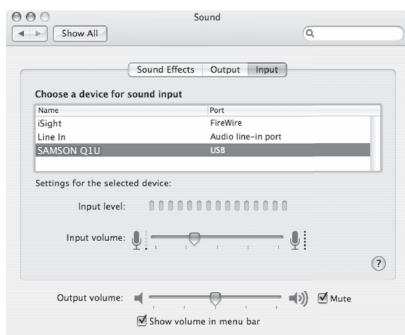 Sound
Show All
Sound Effects Output Input
Choose a device for sound input
Name Port
iSight FireWire
Line In Audio line-in port
SAMSON Q1U USB
Settings for the selected device:
Input level:
Input volume:
?
Output volume: Mute
Show volume in menu bar